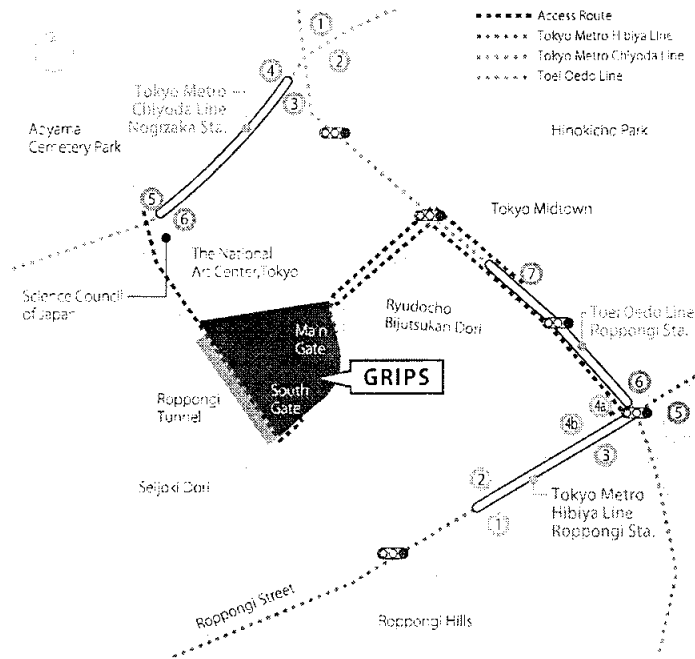 Access Route
Tokyo Metro Hibiya Line
Tokyo Metro Chiyoda Line
Toei Oedo Line
1
2
3
4
Tokyo Metro
Chiyoda Line
Nogizaka Sta.
Aoyama
Cemetery Park
Hinokicho Park
5
6
Tokyo Midtown
The National
Art Center,Tokyo
Science Council
of Japan
7
Ryudocho
Bijutsukan Dori
Toei Oedo Line
Roppongi Sta.
Main
Gate
GRIPS
South
Gate
Roppongi
Tunnel
6
4a
5
4b
3
Seijoki Dori
2
1
Tokyo Metro
Hibiya Line
Roppongi Sta.
Roppongi Street
Roppongi Hills